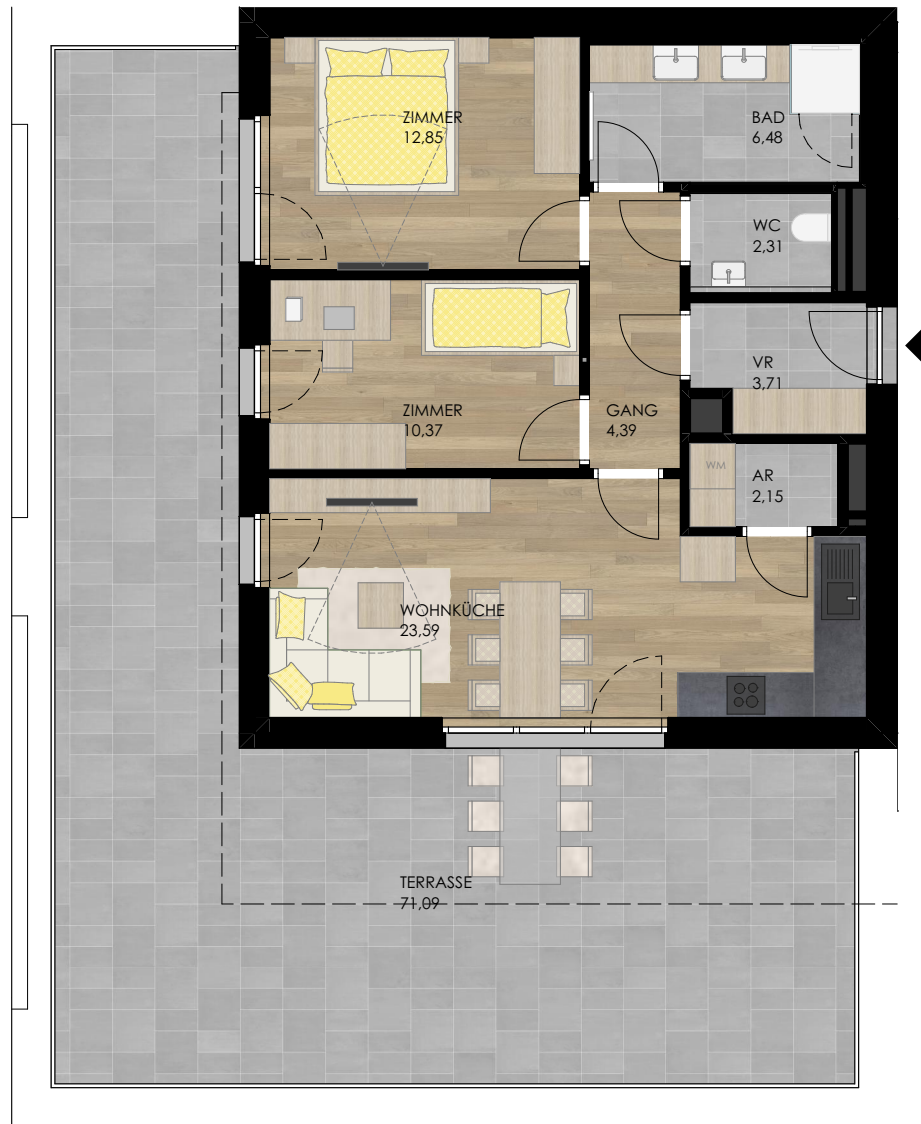 ZIMMER
12,85
BAD
6,48
WC
2,31
VR
3,71
ZIMMER
10,37
GANG
4,39
WM
AR
2,15
WOHNKÜCHE
23,59
TERRASSE
71,09